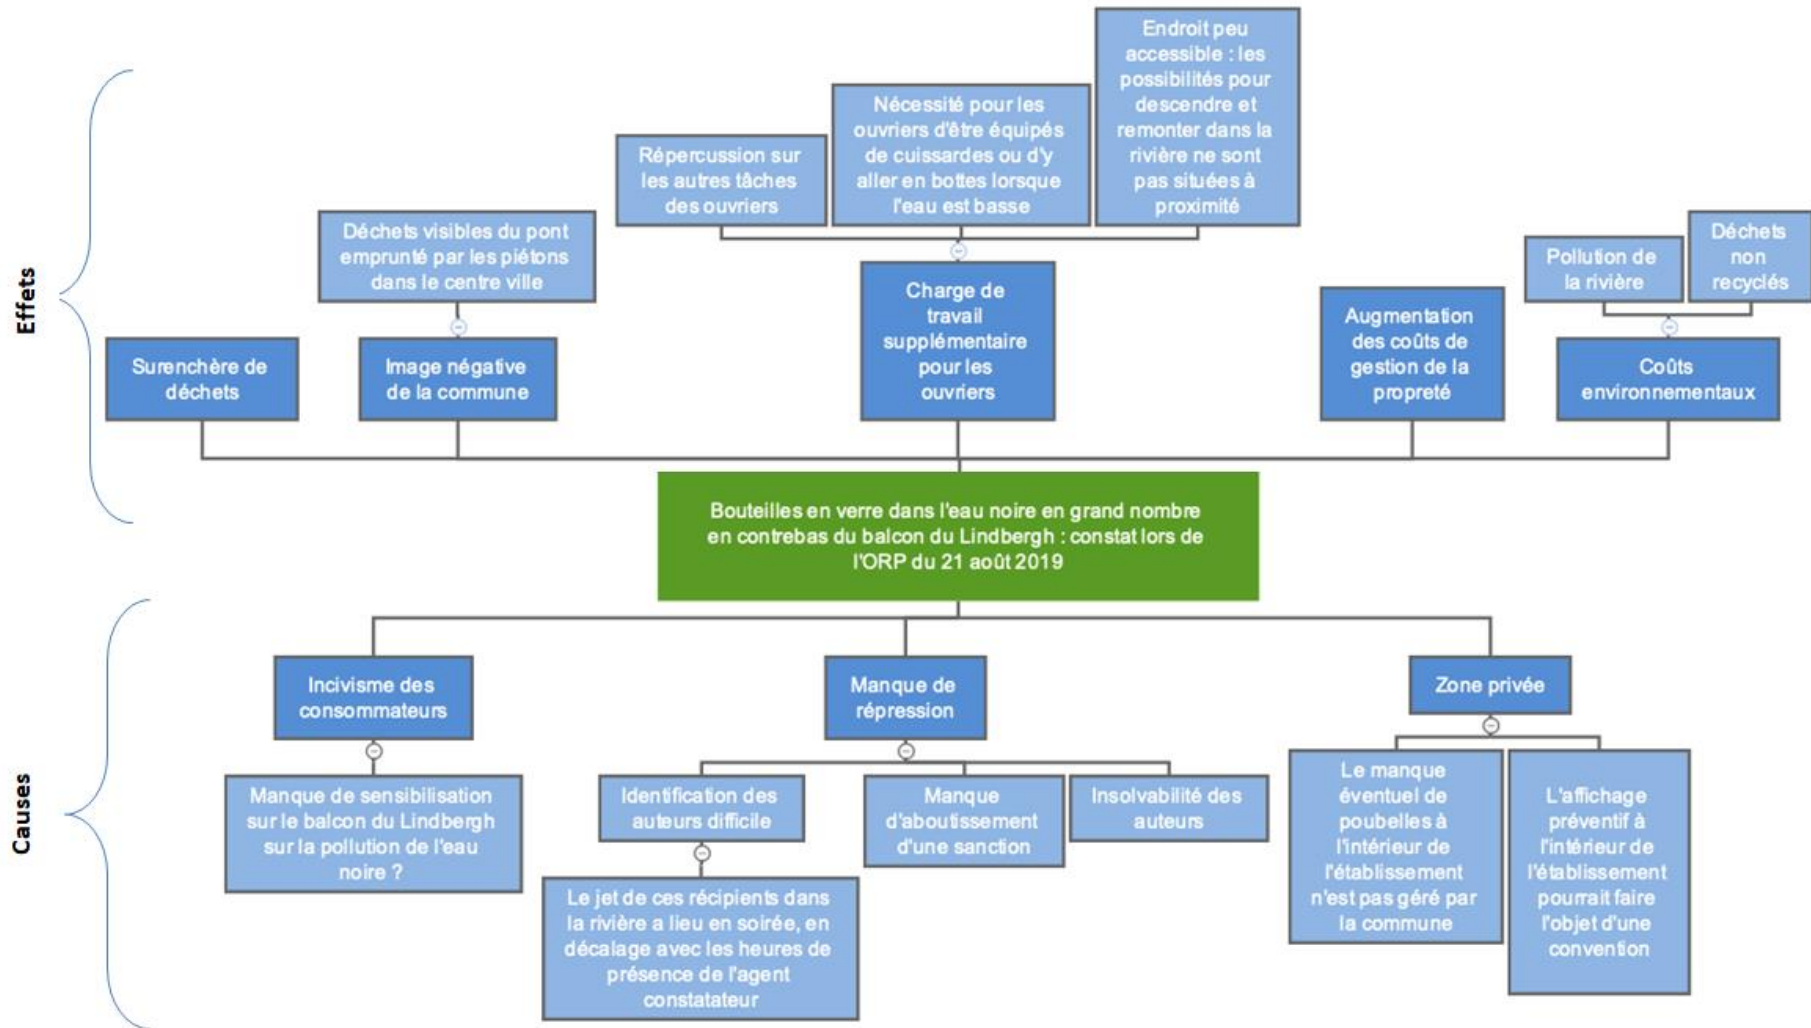 Effets
Endroit peu
accessible : les
possibilités pour
descendre et
remonter dans la
rivière ne sont
pas situées à
proximité
Nécessité pour les
ouvriers d'être équipés
de cuissardes ou d'y
aller en bottes lorsque
l'eau est basse
Répercussion sur
les autres tâches
des ouvriers
Déchets visibles du pont
emprunté par les piétons
dans le centre ville
Pollution de
la rivière
Déchets
non
recyclés
Surenchère de
déchets
Image négative
de la commune
Charge de
travail
supplémentaire
pour les
ouvriers
Augmentation
des coûts de
gestion de la
propreté
Coûts
environnementaux
Bouteilles en verre dans l'eau noire en grand nombre
en contrebas du balcon du Lindbergh : constat lors de
l'ORP du 21 août 2019
Causes
Incivisme des
consommateurs
Manque de
répression
Zone privée
Manque de sensibilisation
sur le balcon du Lindbergh
sur la pollution de l'eau
noire ?
Identification des
auteurs difficile
Manque
d'aboutissement
d'une sanction
Insolvabilité des
auteurs
Le manque
éventuel de
poubelles à
l'intérieur de
l'établissement
n'est pas géré par
la commune
L'affichage
préventif à
l'intérieur de
l'établissement
pourrait faire
l'objet d'une
convention
Le jet de ces récipients dans
la rivière a lieu en soirée, en
décalage avec les heures de
présence de l'agent
constatateur